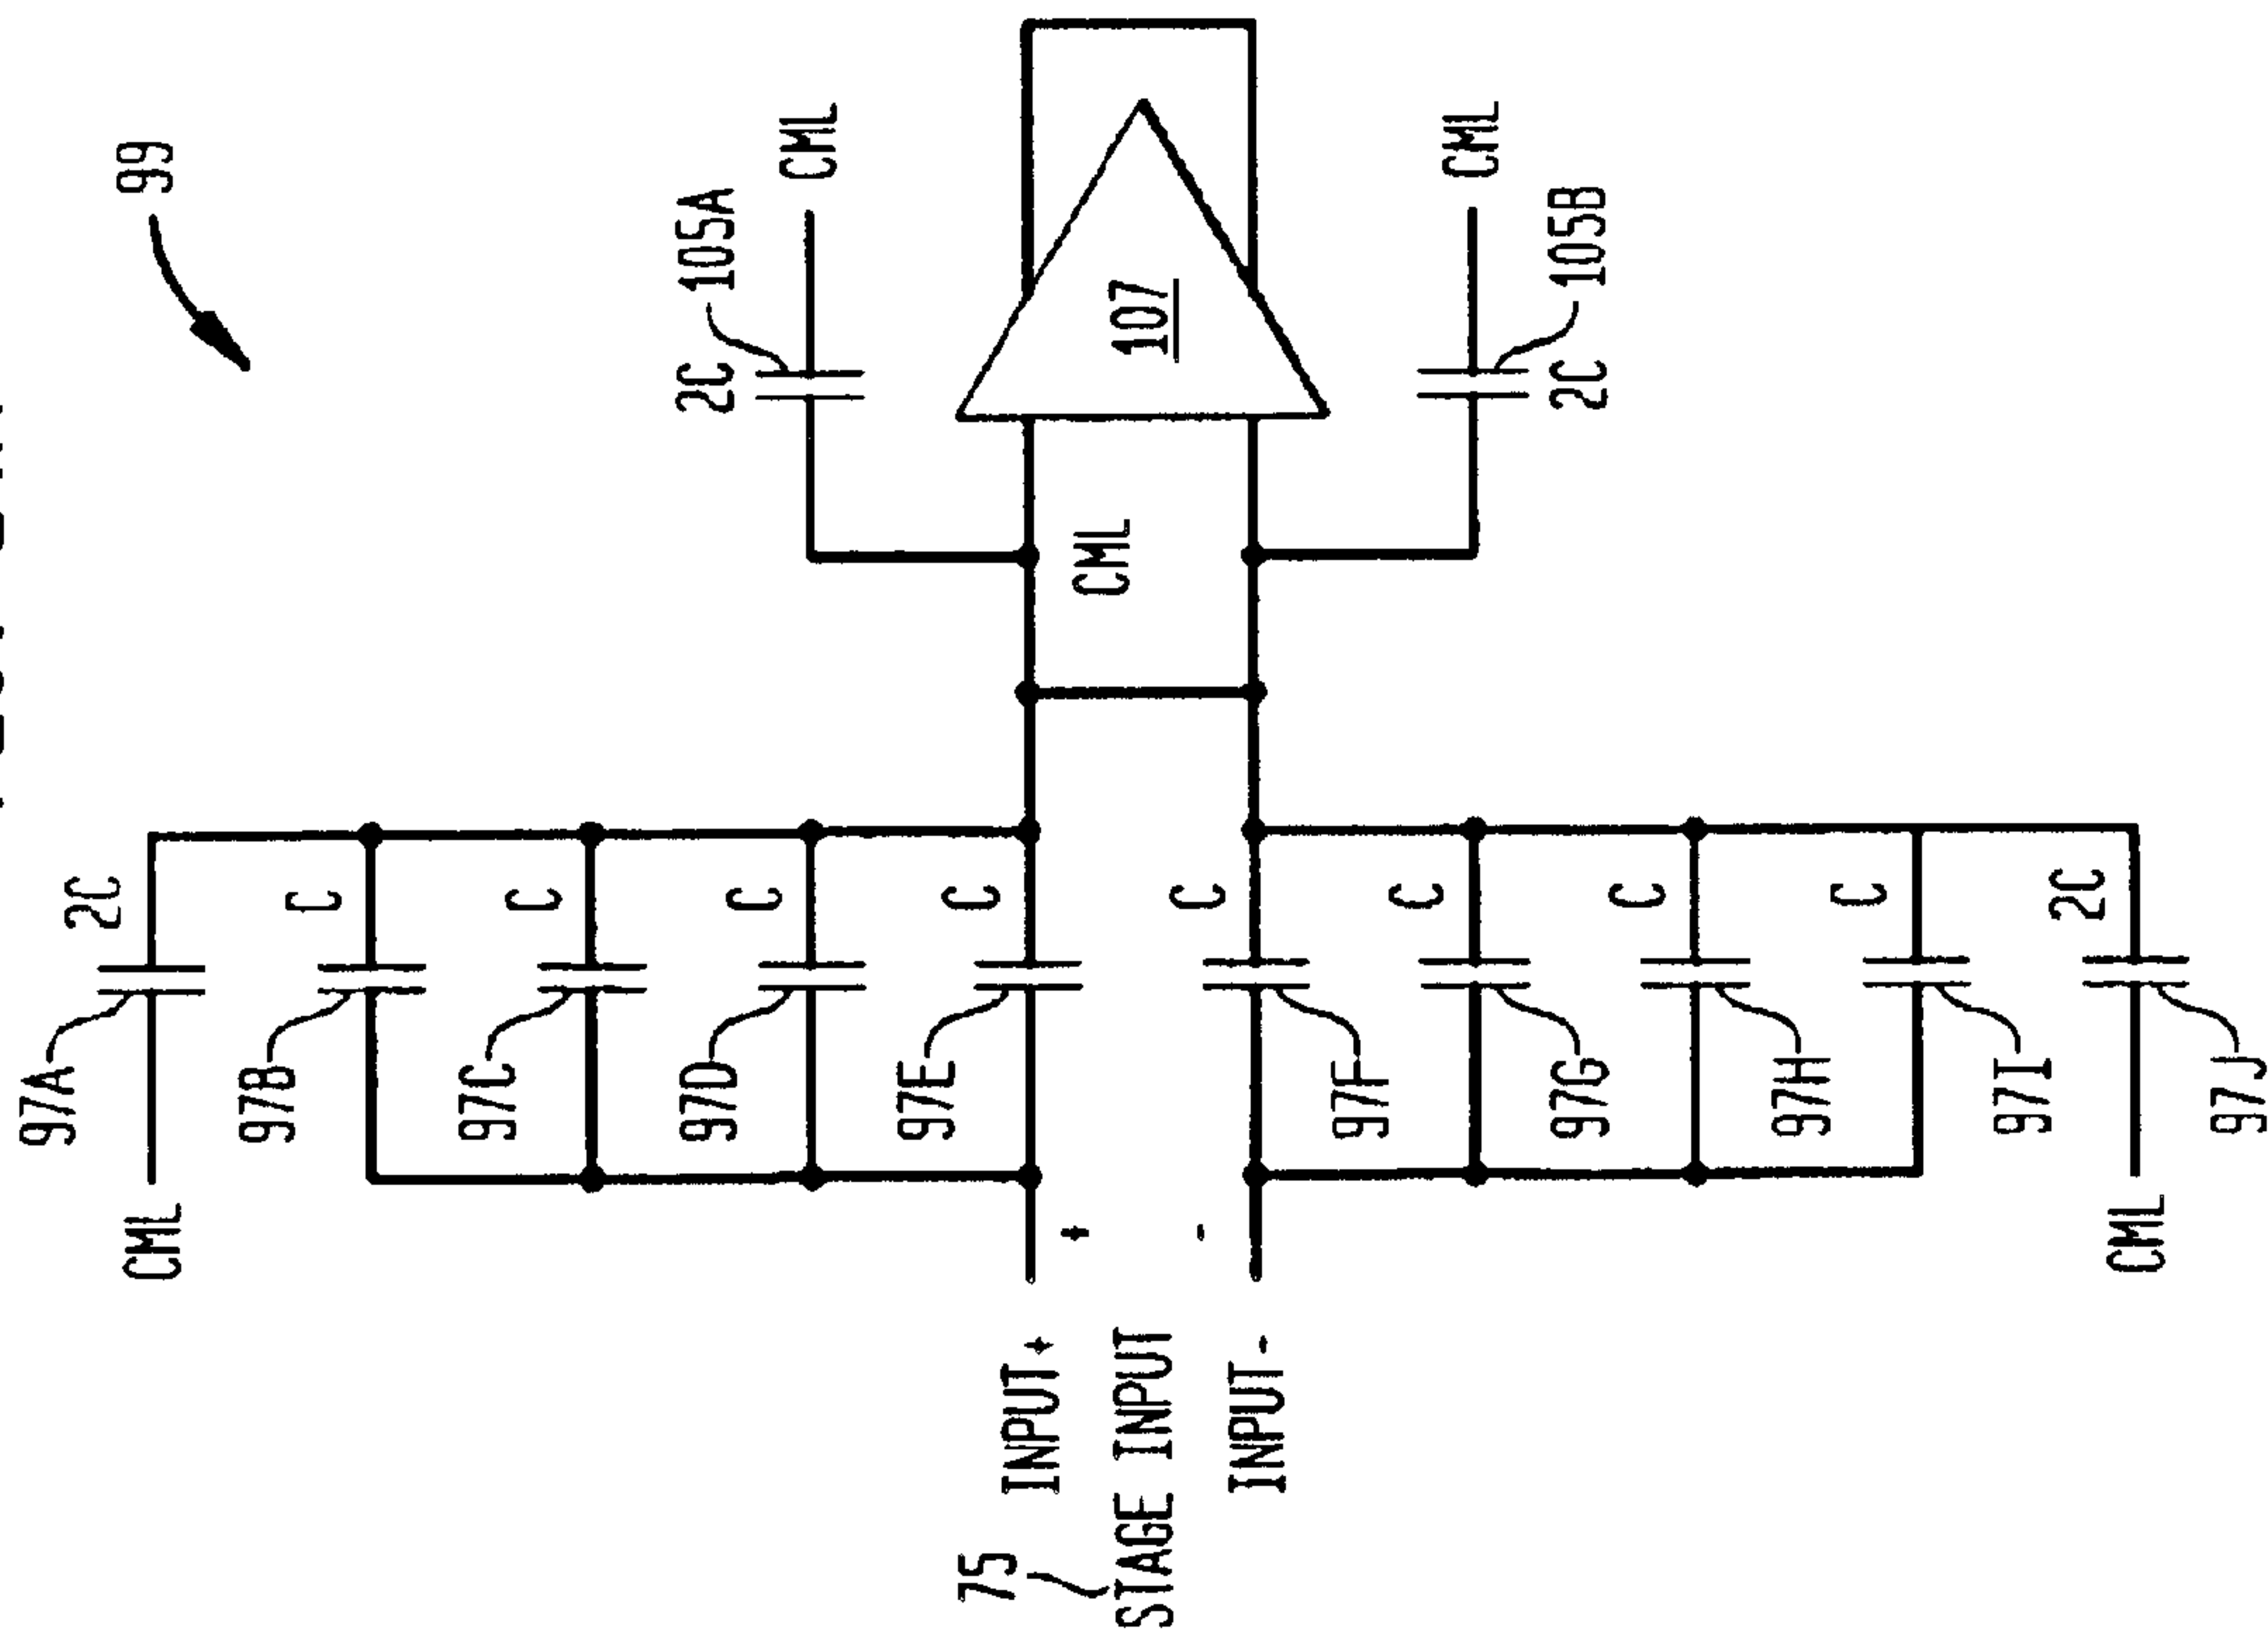 99
CML
CML
2C 105A
2C 105B
107
CML
2C
C
C
C
C
C
C
C
C
2C
97A
97B
97C
97D
97E
97F
97G
97H
97I
97J
CML
CML
+
-
INPUT+
75 STAGE INPUT
INPUT-